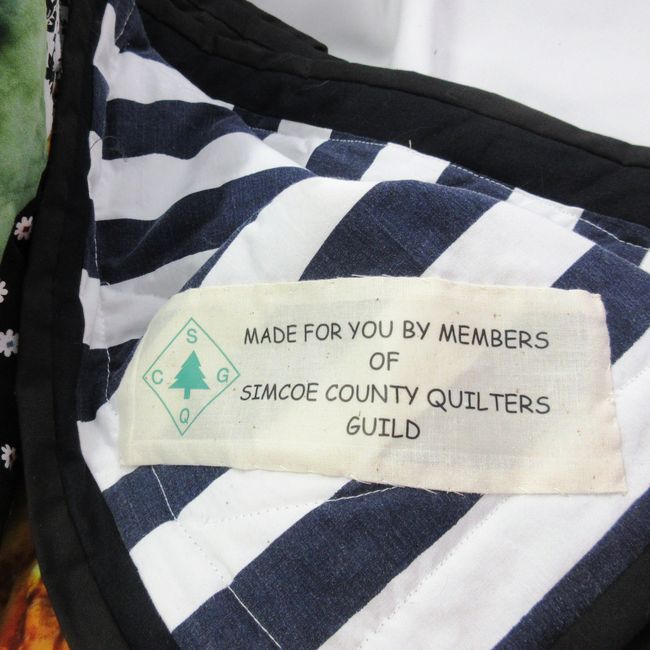 S
C G
Q
MADE FOR YOU BY MEMBERS
OF
SIMCOE COUNTY QUILTERS
GUILD